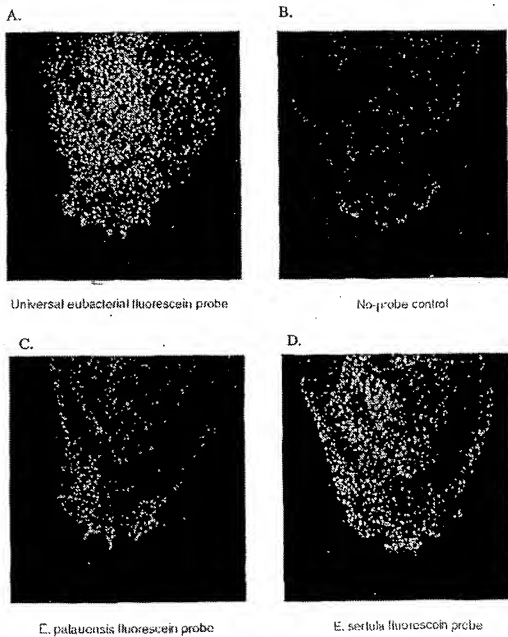 A.
B.
Universal eubacterial fluorescein probe
No-probe control
C.
D.
E. palauensis fluorescein probe
E. sertula fluorescein probe